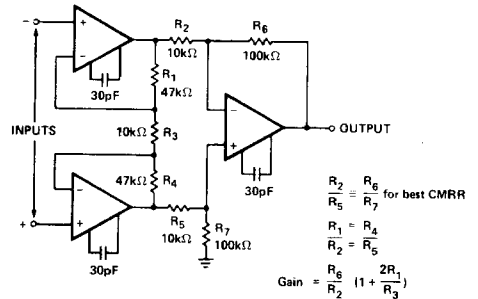 R2
10kΩ
R6
100kΩ
R1
47kΩ
30pF
INPUTS
10kΩ
R3
OUTPUT
47kΩ
R4
30pF
R5
10kΩ
R7
100kΩ
30pF
R2/R5 = R6/R7 for best CMRR
R1/R2 = R4/R5
Gain = R6/R2 (1 + 2R1/R3)